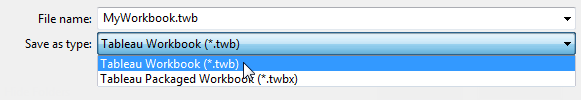 File name: MyWorkbook.twb
Save as type: Tableau Workbook (*.twb)
Tableau Workbook (*.twb)
Tableau Packaged Workbook (*.twbx)